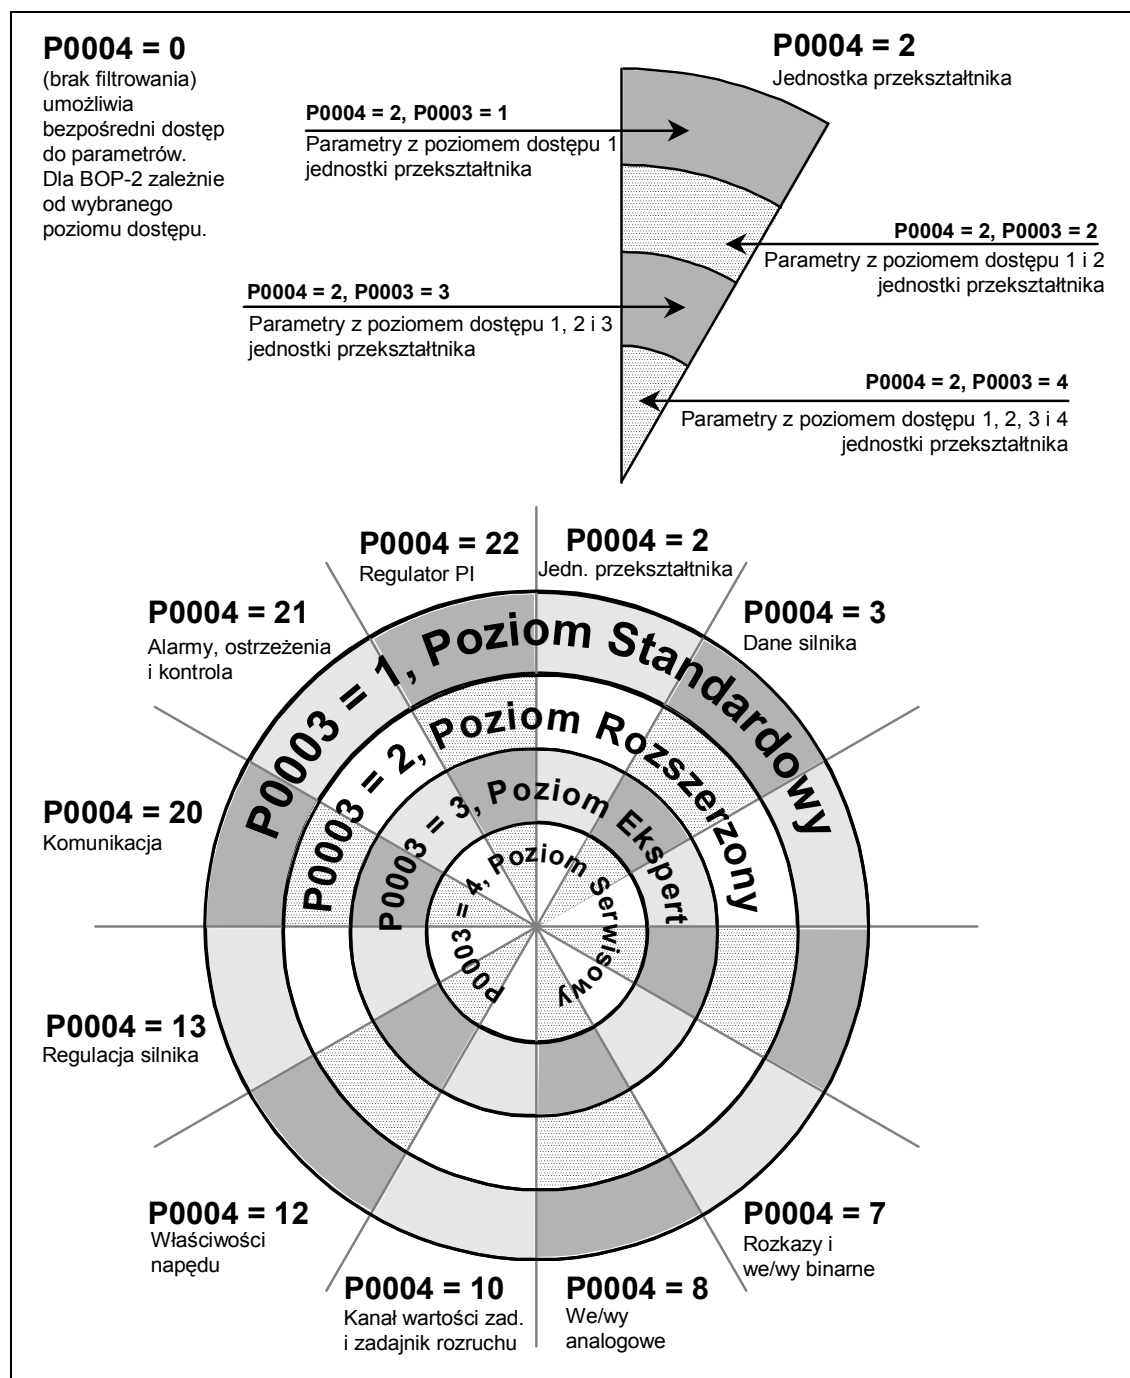 P0004 = 0
(brak filtrowania)
umożliwia
bezpośredni dostęp
do parametrów.
Dla BOP-2 zależnie
od wybranego
poziomu dostępu.
P0004 = 2
Jednostka przekształtnika
P0004 = 2, P0003 = 1
Parametry z poziomem dostępu 1
jednostki przekształtnika
P0004 = 2, P0003 = 2
Parametry z poziomem dostępu 1 i 2
jednostki przekształtnika
P0004 = 2, P0003 = 3
Parametry z poziomem dostępu 1, 2 i 3
jednostki przekształtnika
P0004 = 2, P0003 = 4
Parametry z poziomem dostępu 1, 2, 3 i 4
jednostki przekształtnika
P0004 = 22
Regulator PI
P0004 = 2
Jedn. przekształtnika
P0004 = 21
Alarmy, ostrzeżenia
i kontrola
P0004 = 3
Dane silnika
P0003 = 1, Poziom Standardowy
P0003 = 2, Poziom Rozszerzony
P0003 = 3, Poziom Ekspert
P0003 = 4, Poziom Serwisowy
P0004 = 20
Komunikacja
P0004 = 13
Regulacja silnika
P0004 = 12
Właściwości
napędu
P0004 = 7
Rozkazy i
we/wy binarne
P0004 = 10
Kanał wartości zad.
i zadajnik rozruchu
P0004 = 8
We/wy
analogowe